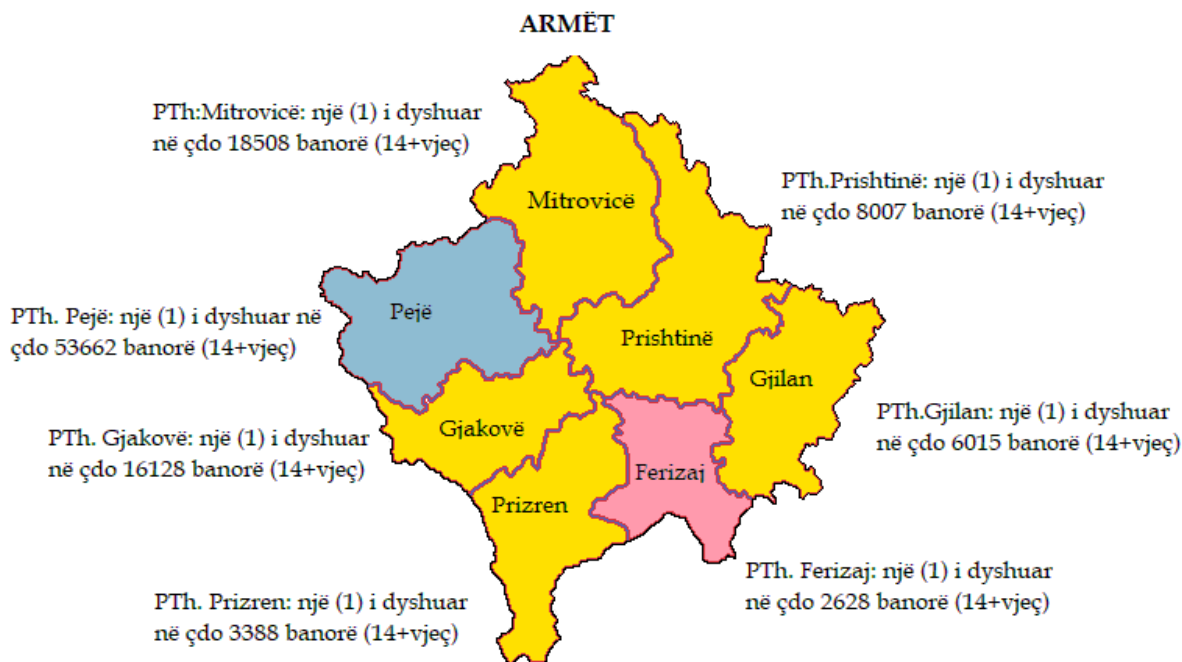 ARMËT
PTh:Mitrovicë: një (1) i dyshuar
në çdo 18508 banorë (14+vjeç)
PTh.Prishtinë: një (1) i dyshuar
në çdo 8007 banorë (14+vjeç)
Mitrovicë
Pejë
PTh. Pejë: një (1) i dyshuar në
çdo 53662 banorë (14+vjeç)
Prishtinë
Gjilan
PTh.Gjilan: një (1) i dyshuar
në çdo 6015 banorë (14+vjeç)
Gjakovë
PTh. Gjakovë: një (1) i dyshuar
në çdo 16128 banorë (14+vjeç)
Ferizaj
Prizren
PTh. Ferizaj: një (1) i dyshuar
në çdo 2628 banorë (14+vjeç)
PTh. Prizren: një (1) i dyshuar
në çdo 3388 banorë (14+vjeç)